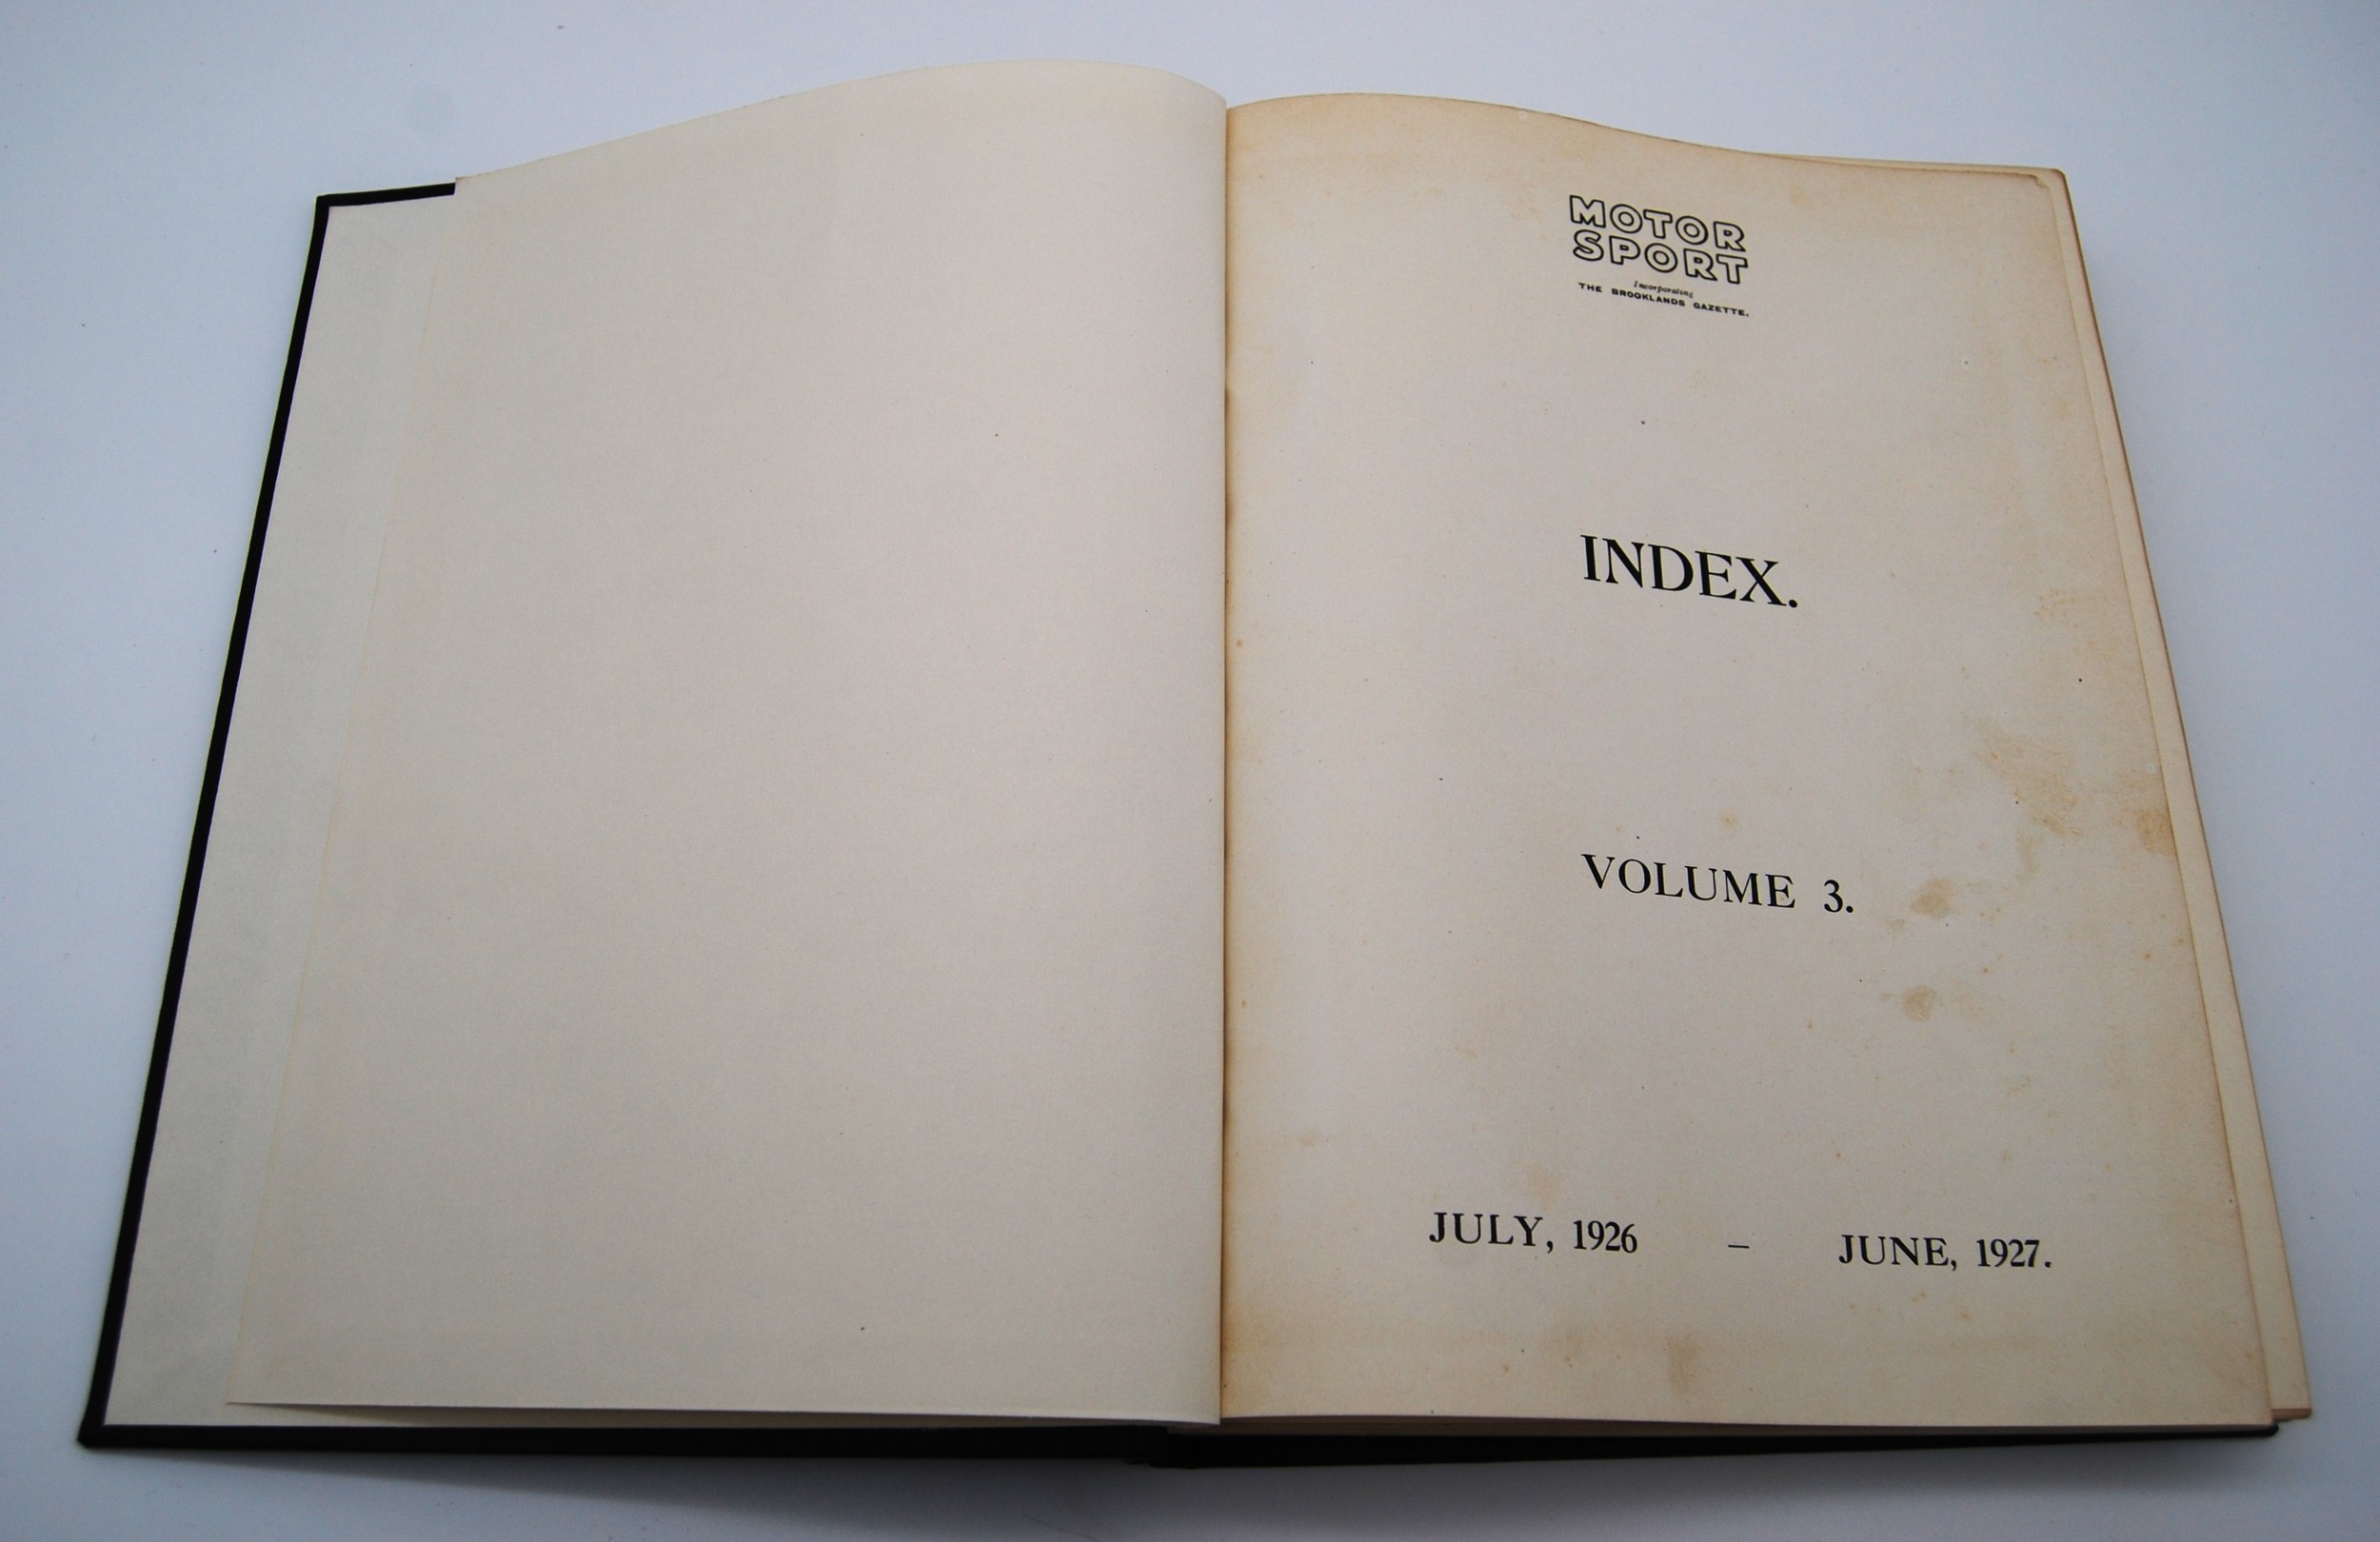 MOTOR
SPORT
Incorporating
THE BROOKLANDS GAZETTE.
INDEX.
VOLUME 3.
JULY, 1926 – JUNE, 1927.